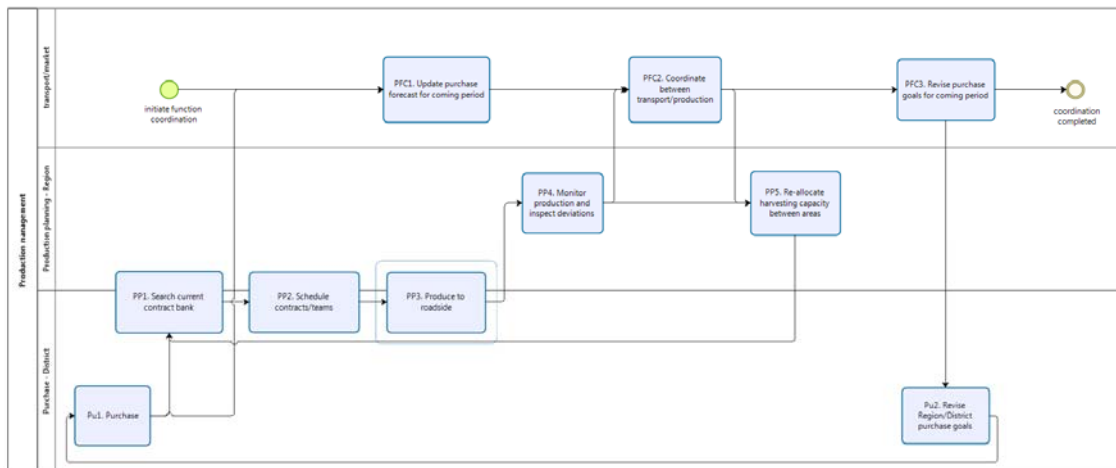 Production management
transport/market
Production planning - Region
Purchase - District
initiate function
coordination
PFC1. Update purchase
forecast for coming period
PFC2. Coordinate
between
transport/production
PFC3. Revise purchase
goals for coming period
coordination
completed
PP4. Monitor
production and
inspect deviations
PP5. Re-allocate
harvesting capacity
between areas
PP1. Search current
contract bank
PP2. Schedule
contracts/teams
PP3. Produce to
roadside
Pu1. Purchase
Pu2. Revise
Region/District
purchase goals